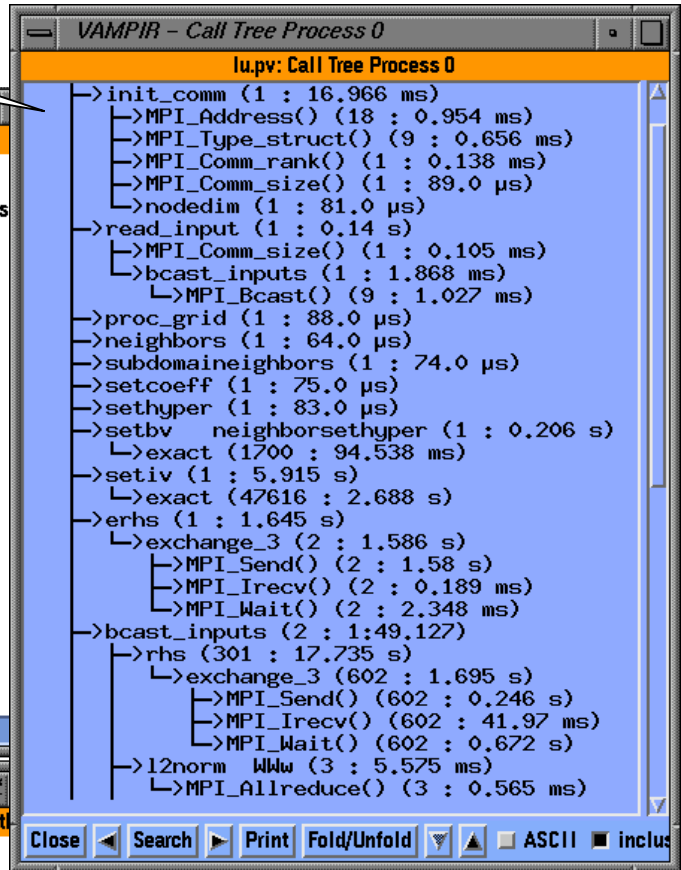 VAMPIR - Call Tree Process 0
lu.pv: Call Tree Process 0
->init_comm (1 : 16.966 ms)
->MPI_Address() (18 : 0.954 ms)
->MPI_Type_struct() (9 : 0.656 ms)
->MPI_Comm_rank() (1 : 0.138 ms)
->MPI_Comm_size() (1 : 89.0 µs)
->nodedim (1 : 81.0 µs)
->read_input (1 : 0.14 s)
->MPI_Comm_size() (1 : 0.105 ms)
->bcast_inputs (1 : 1.868 ms)
->MPI_Bcast() (9 : 1.027 ms)
->proc_grid (1 : 88.0 µs)
->neighbors (1 : 64.0 µs)
->subdomaineighbors (1 : 74.0 µs)
->setcoeff (1 : 75.0 µs)
->sethyper (1 : 83.0 µs)
->setbv neighborsethyper (1 : 0.206 s)
->exact (1700 : 94.538 ms)
->setiv (1 : 5.915 s)
->exact (47616 : 2.688 s)
->erhs (1 : 1.645 s)
->exchange_3 (2 : 1.586 s)
->MPI_Send() (2 : 1.58 s)
->MPI_Irecv() (2 : 0.189 ms)
->MPI_Wait() (2 : 2.348 ms)
->bcast_inputs (2 : 1:49.127)
->rhs (301 : 17.735 s)
->exchange_3 (602 : 1.695 s)
->MPI_Send() (602 : 0.246 s)
->MPI_Irecv() (602 : 41.97 ms)
->MPI_Wait() (602 : 0.672 s)
->l2norm WWw (3 : 5.575 ms)
->MPI_Allreduce() (3 : 0.565 ms)
Close Search Print Fold/Unfold ASCII inclus